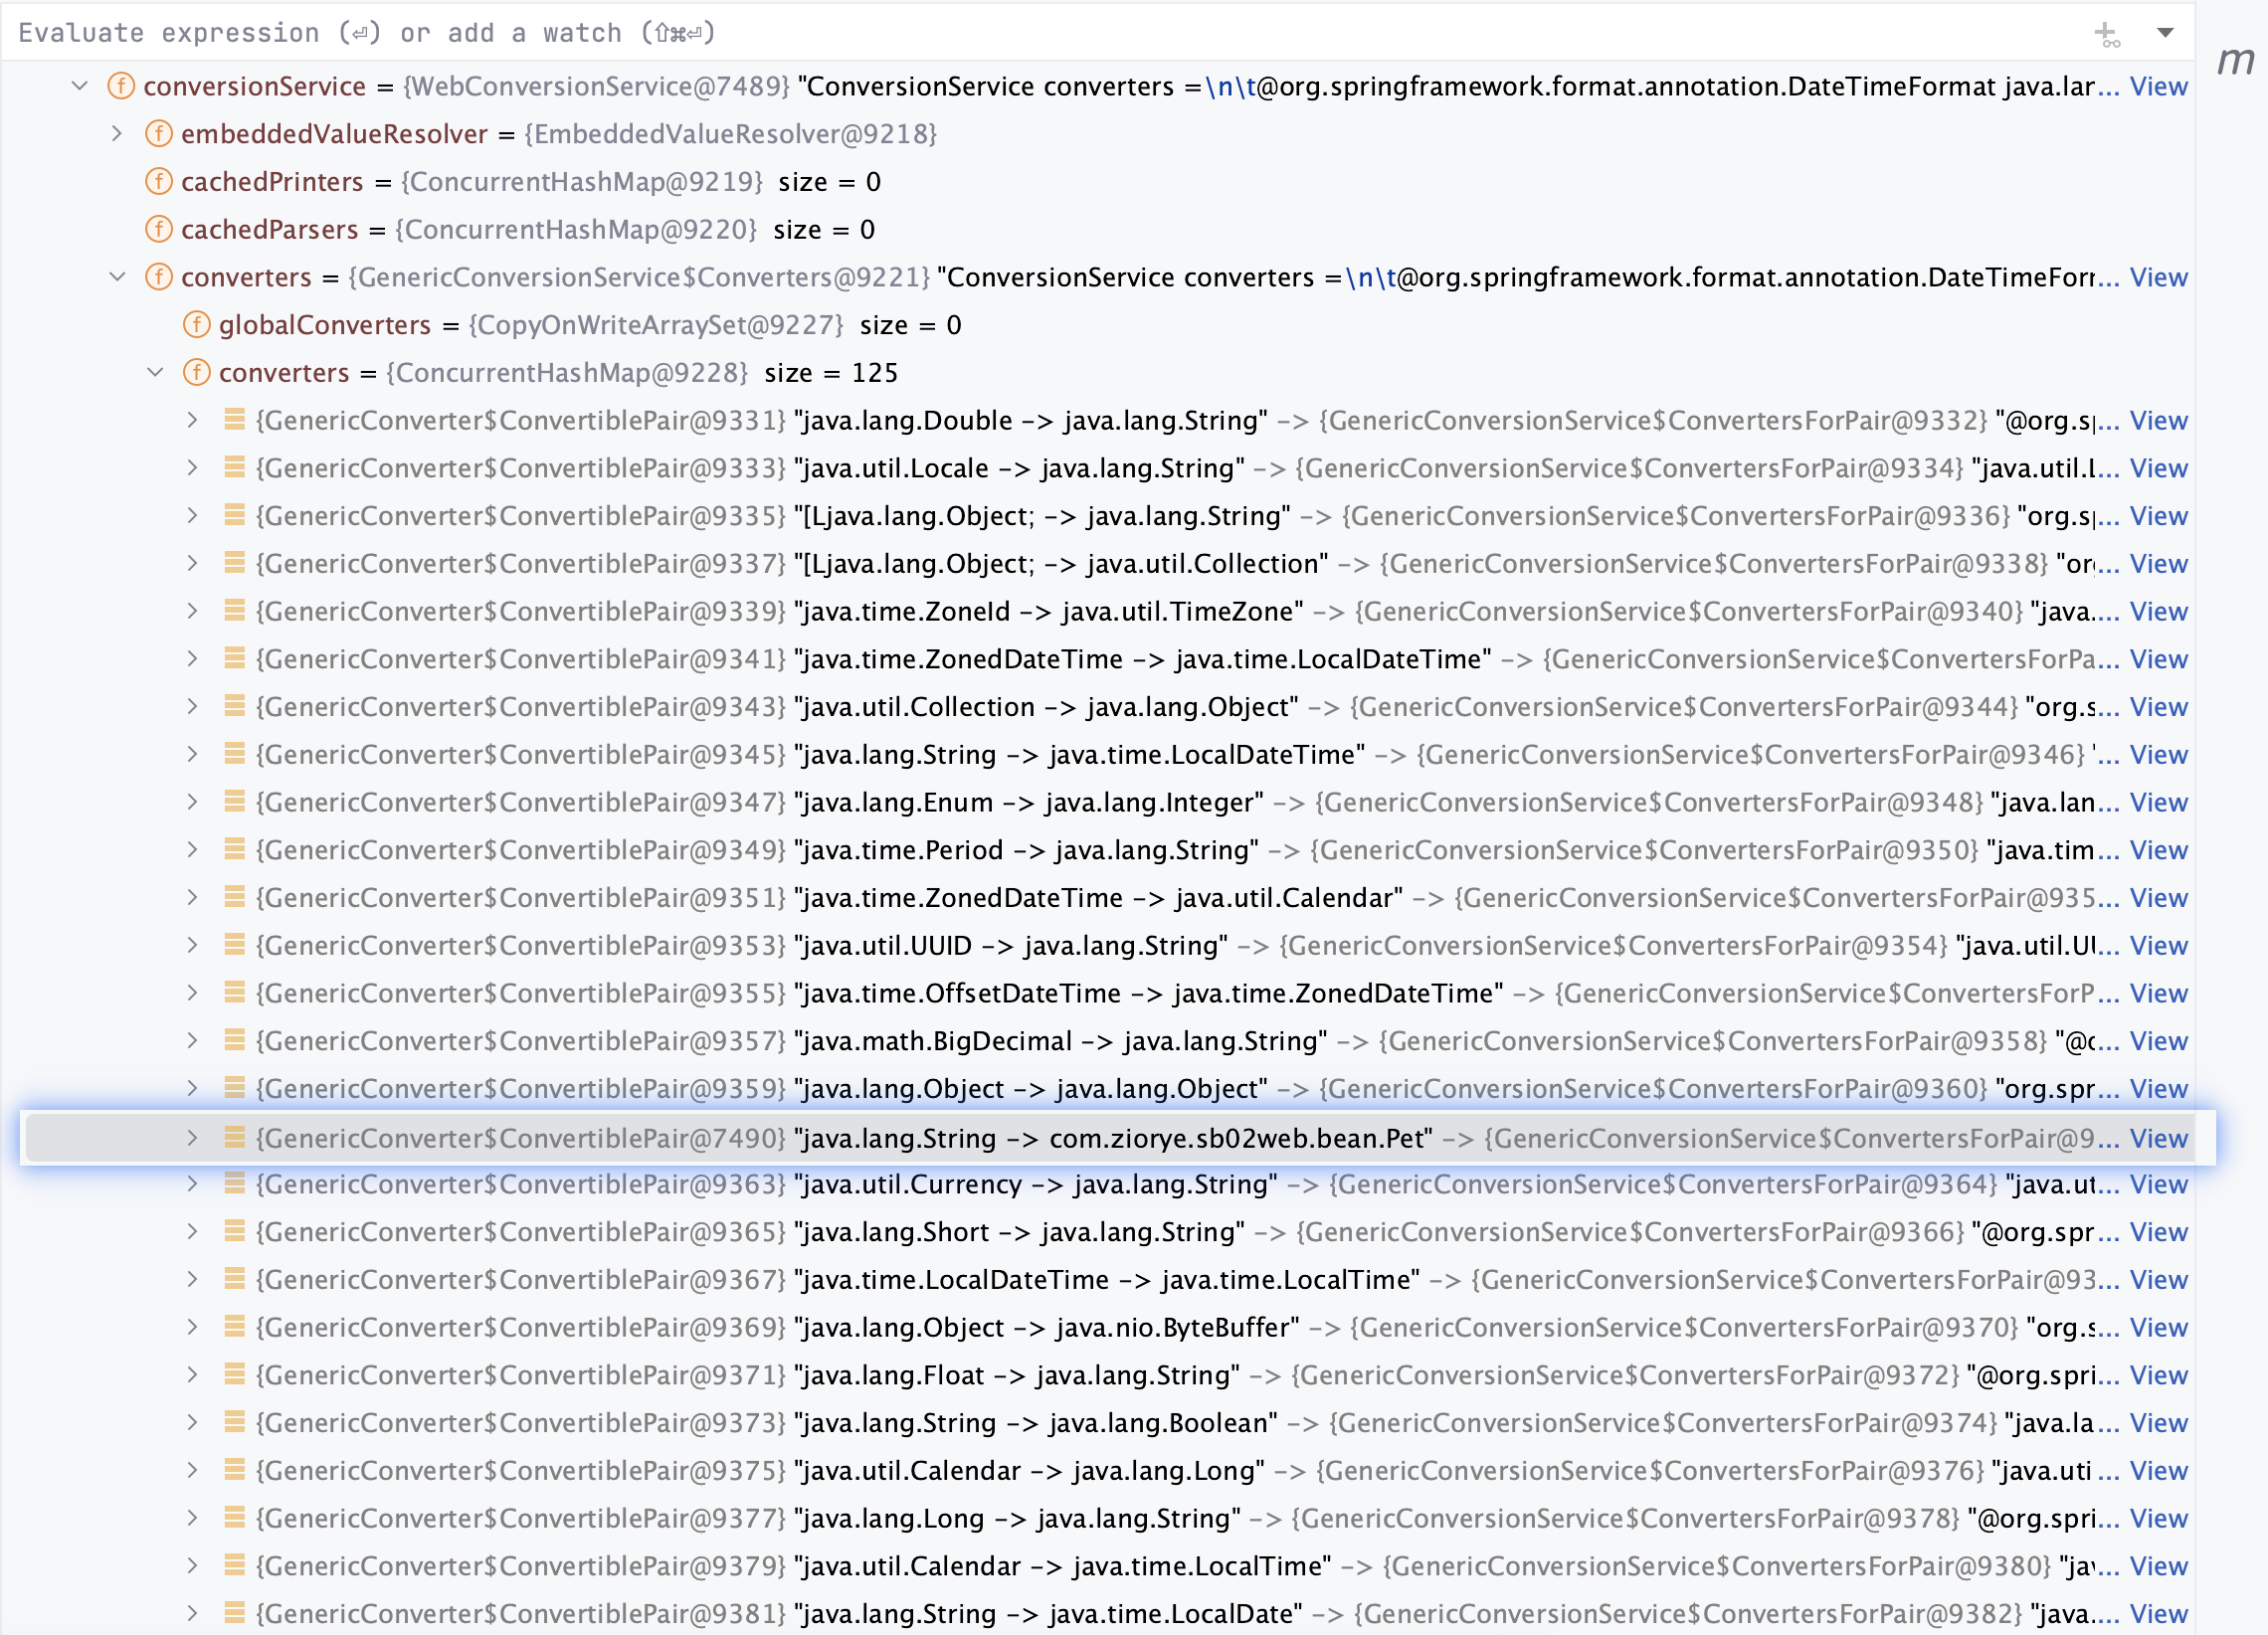 Evaluate expression (⏎) or add a watch (⇧⌘⏎)
m
conversionService = {WebConversionService@7489} "ConversionService converters =\n\t@org.springframework.format.annotation.DateTimeFormat java.lar... View
embeddedValueResolver = {EmbeddedValueResolver@9218}
cachedPrinters = {ConcurrentHashMap@9219} size = 0
cachedParsers = {ConcurrentHashMap@9220} size = 0
converters = {GenericConversionService$Converters@9221} "ConversionService converters =\n\t@org.springframework.format.annotation.DateTimeForr... View
globalConverters = {CopyOnWriteArraySet@9227} size = 0
converters = {ConcurrentHashMap@9228} size = 125
{GenericConverter$ConvertiblePair@9331} "java.lang.Double -> java.lang.String" -> {GenericConversionService$ConvertersForPair@9332} "@org.s... View
{GenericConverter$ConvertiblePair@9333} "java.util.Locale -> java.lang.String" -> {GenericConversionService$ConvertersForPair@9334} "java.util.l... View
{GenericConverter$ConvertiblePair@9335} "[Ljava.lang.Object; -> java.lang.String" -> {GenericConversionService$ConvertersForPair@9336} "org.s... View
{GenericConverter$ConvertiblePair@9337} "[Ljava.lang.Object; -> java.util.Collection" -> {GenericConversionService$ConvertersForPair@9338} "or... View
{GenericConverter$ConvertiblePair@9339} "java.time.ZoneId -> java.util.TimeZone" -> {GenericConversionService$ConvertersForPair@9340} "java.... View
{GenericConverter$ConvertiblePair@9341} "java.time.ZonedDateTime -> java.time.LocalDateTime" -> {GenericConversionService$ConvertersForPa... View
{GenericConverter$ConvertiblePair@9343} "java.util.Collection -> java.lang.Object" -> {GenericConversionService$ConvertersForPair@9344} "org.s... View
{GenericConverter$ConvertiblePair@9345} "java.lang.String -> java.time.LocalDateTime" -> {GenericConversionService$ConvertersForPair@9346} '... View
{GenericConverter$ConvertiblePair@9347} "java.lang.Enum -> java.lang.Integer" -> {GenericConversionService$ConvertersForPair@9348} "java.lan... View
{GenericConverter$ConvertiblePair@9349} "java.time.Period -> java.lang.String" -> {GenericConversionService$ConvertersForPair@9350} "java.tim... View
{GenericConverter$ConvertiblePair@9351} "java.time.ZonedDateTime -> java.util.Calendar" -> {GenericConversionService$ConvertersForPair@935... View
{GenericConverter$ConvertiblePair@9353} "java.util.UUID -> java.lang.String" -> {GenericConversionService$ConvertersForPair@9354} "java.util.UU... View
{GenericConverter$ConvertiblePair@9355} "java.time.OffsetDateTime -> java.time.ZonedDateTime" -> {GenericConversionService$ConvertersForP... View
{GenericConverter$ConvertiblePair@9357} "java.math.BigDecimal -> java.lang.String" -> {GenericConversionService$ConvertersForPair@9358} "@o... View
{GenericConverter$ConvertiblePair@9359} "java.lang.Object -> java.lang.Object" -> {GenericConversionService$ConvertersForPair@9360} "org.spr... View
{GenericConverter$ConvertiblePair@7490} "java.lang.String -> com.ziorye.sb02web.bean.Pet" -> {GenericConversionService$ConvertersForPair@9... View
{GenericConverter$ConvertiblePair@9363} "java.util.Currency -> java.lang.String" -> {GenericConversionService$ConvertersForPair@9364} "java.ut... View
{GenericConverter$ConvertiblePair@9365} "java.lang.Short -> java.lang.String" -> {GenericConversionService$ConvertersForPair@9366} "@org.spr... View
{GenericConverter$ConvertiblePair@9367} "java.time.LocalDateTime -> java.time.LocalTime" -> {GenericConversionService$ConvertersForPair@93... View
{GenericConverter$ConvertiblePair@9369} "java.lang.Object -> java.nio.ByteBuffer" -> {GenericConversionService$ConvertersForPair@9370} "org.s... View
{GenericConverter$ConvertiblePair@9371} "java.lang.Float -> java.lang.String" -> {GenericConversionService$ConvertersForPair@9372} "@org.spri... View
{GenericConverter$ConvertiblePair@9373} "java.lang.String -> java.lang.Boolean" -> {GenericConversionService$ConvertersForPair@9374} "java.la... View
{GenericConverter$ConvertiblePair@9375} "java.util.Calendar -> java.lang.Long" -> {GenericConversionService$ConvertersForPair@9376} "java.uti... View
{GenericConverter$ConvertiblePair@9377} "java.lang.Long -> java.lang.String" -> {GenericConversionService$ConvertersForPair@9378} "@org.spri... View
{GenericConverter$ConvertiblePair@9379} "java.util.Calendar -> java.time.LocalTime" -> {GenericConversionService$ConvertersForPair@9380} "jav... View
{GenericConverter$ConvertiblePair@9381} "java.lang.String -> java.time.LocalDate" -> {GenericConversionService$ConvertersForPair@9382} "java.... View